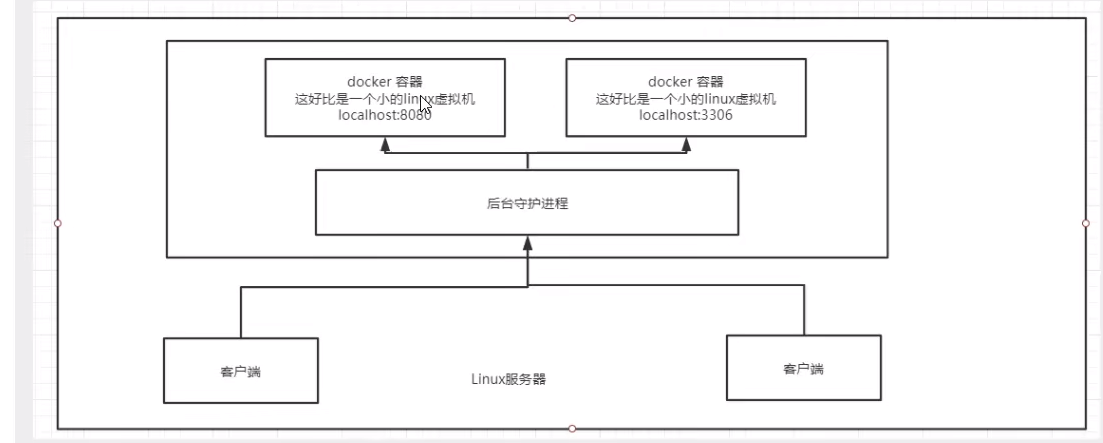 docker 容器
这好比是一个小的linux虚拟机
localhost:8080
docker 容器
这好比是一个小的linux虚拟机
localhost:3306
后台守护进程
客户端
Linux服务器
客户端